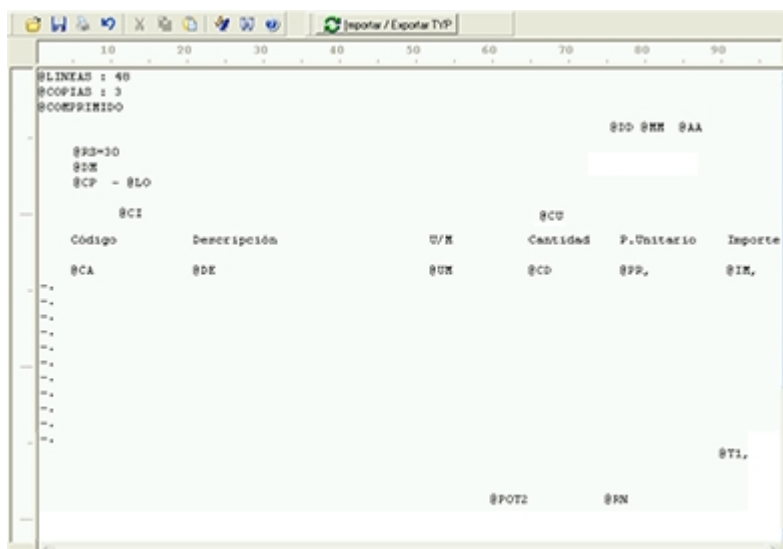 Importar / Exportar TYP
10 20 30 40 50 60 70 80 90
@LINEAS : 48
@COPIAS : 3
@COMPRIMIDO
@DD @MM @AA
@RS=30
@DM
@CP - @LO
@CI @CU
Código Descripción U/M Cantidad P.Unitario Importe
@CA @DE @UM @CD @PR, @IM,
-.
-.
-.
-.
-.
-.
-.
-.
-.
-.
-.
@T1,
@POT2 @RN